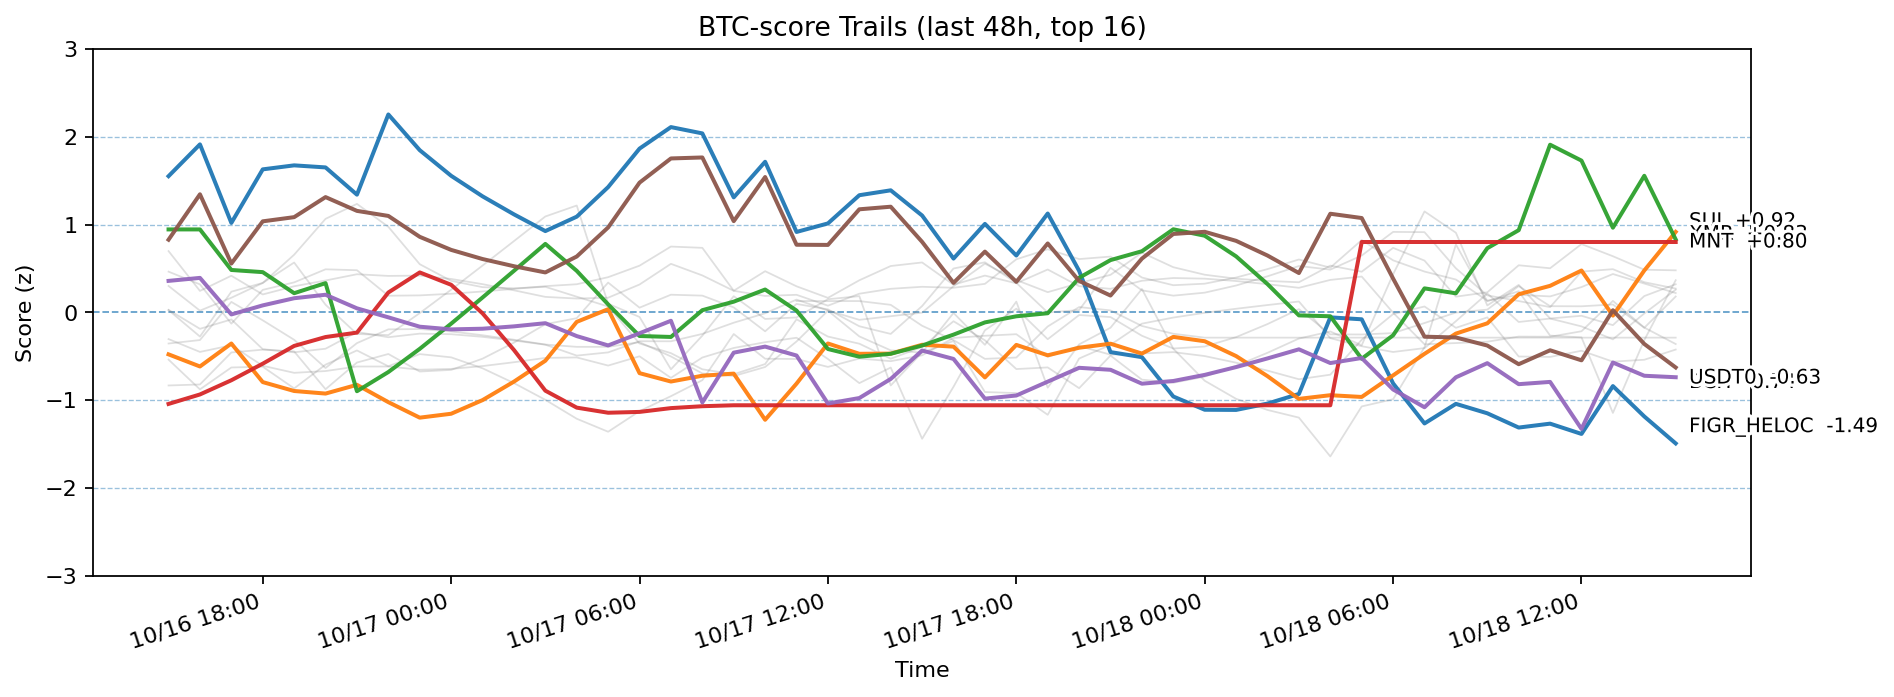 BTC-score Trails (last 48h, top 16)
Score (z)
3
2
1
0
−1
−2
−3
+0.92
MNT +0.80
USDT0 -0.63
FIGR_HELOC -1.49
10/16 18:00
10/17 00:00
10/17 06:00
10/17 12:00
10/17 18:00
10/18 00:00
10/18 06:00
10/18 12:00
Time